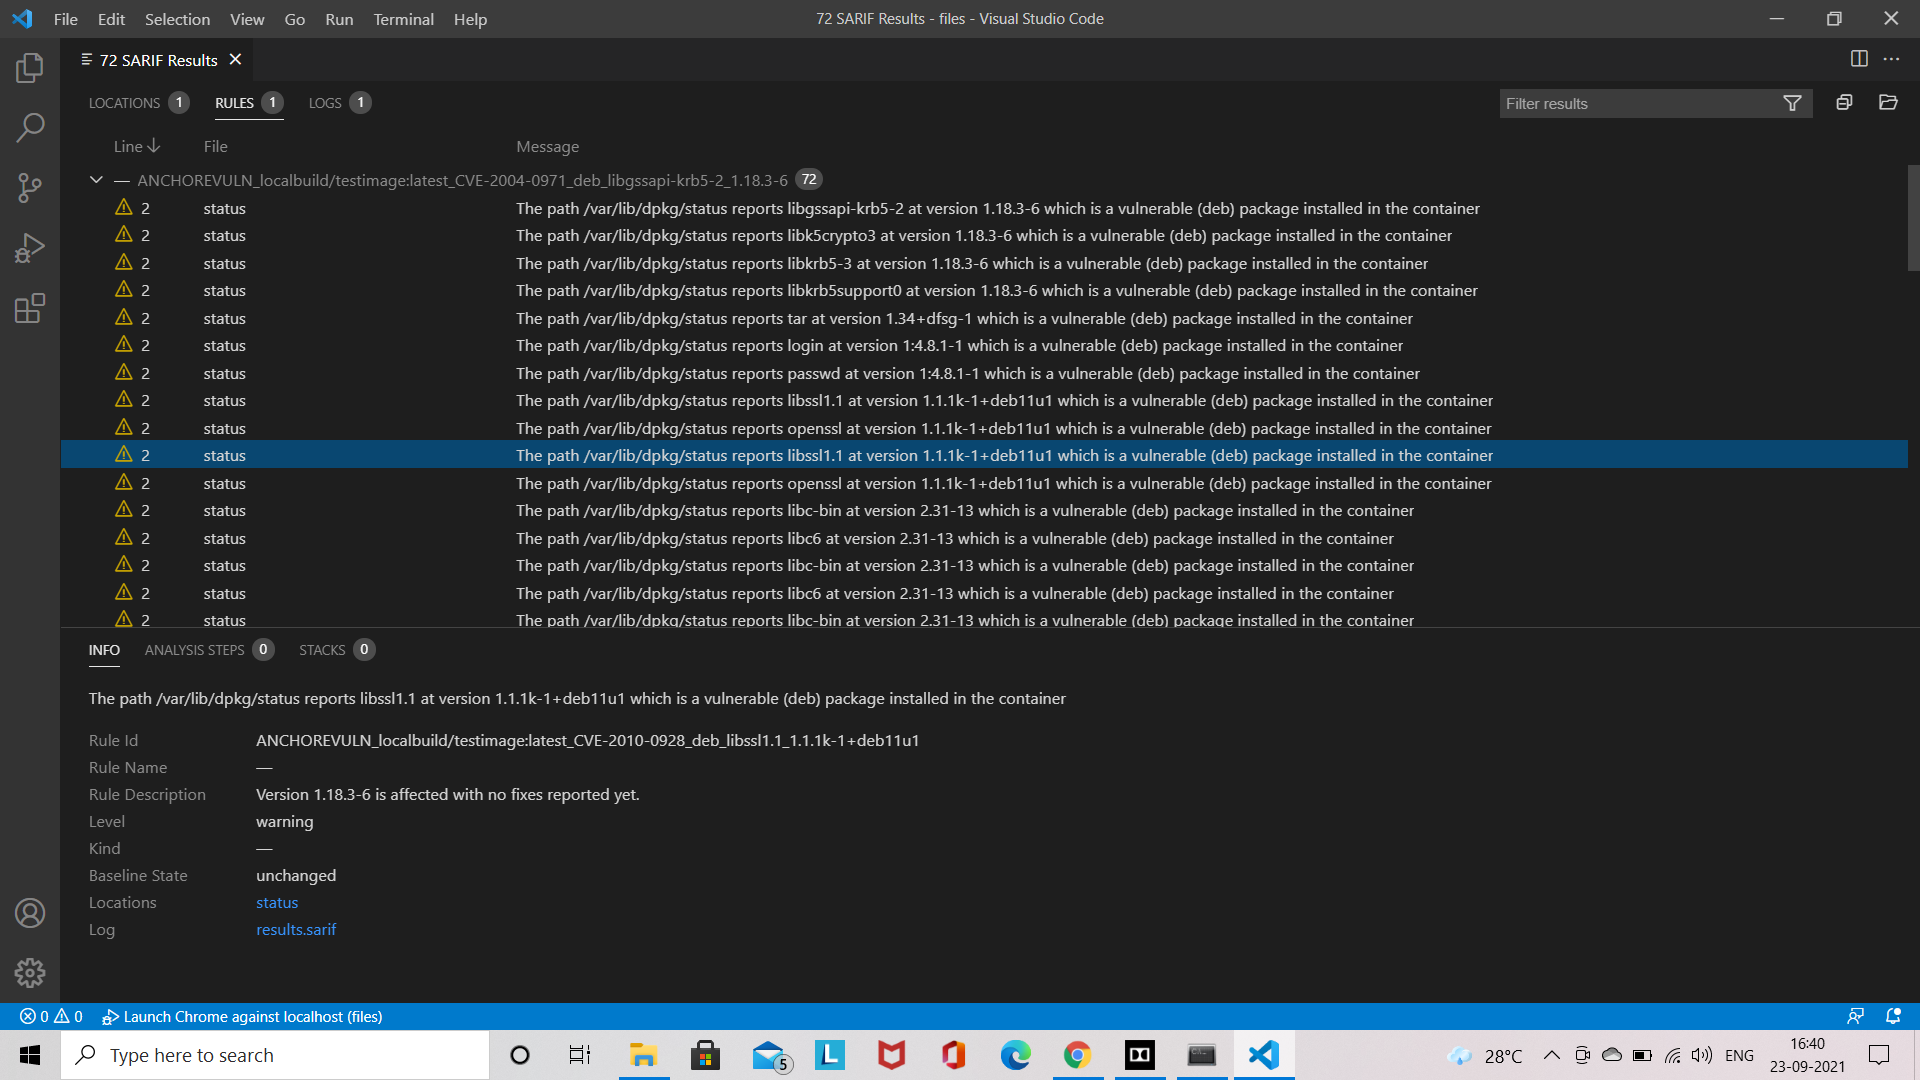 File Edit Selection View Go Run Terminal Help
72 SARIF Results - files - Visual Studio Code
72 SARIF Results
LOCATIONS 1 RULES 1 LOGS 1
Filter results
Line File Message
— ANCHOREVULN_localbuild/testimage:latest_CVE-2004-0971_deb_libgssapi-krb5-2_1.18.3-6 72
2 status The path /var/lib/dpkg/status reports libgssapi-krb5-2 at version 1.18.3-6 which is a vulnerable (deb) package installed in the container
2 status The path /var/lib/dpkg/status reports libk5crypto3 at version 1.18.3-6 which is a vulnerable (deb) package installed in the container
2 status The path /var/lib/dpkg/status reports libkrb5-3 at version 1.18.3-6 which is a vulnerable (deb) package installed in the container
2 status The path /var/lib/dpkg/status reports libkrb5support0 at version 1.18.3-6 which is a vulnerable (deb) package installed in the container
2 status The path /var/lib/dpkg/status reports tar at version 1.34+dfsg-1 which is a vulnerable (deb) package installed in the container
2 status The path /var/lib/dpkg/status reports login at version 1:4.8.1-1 which is a vulnerable (deb) package installed in the container
2 status The path /var/lib/dpkg/status reports passwd at version 1:4.8.1-1 which is a vulnerable (deb) package installed in the container
2 status The path /var/lib/dpkg/status reports libssl1.1 at version 1.1.1k-1+deb11u1 which is a vulnerable (deb) package installed in the container
2 status The path /var/lib/dpkg/status reports openssl at version 1.1.1k-1+deb11u1 which is a vulnerable (deb) package installed in the container
2 status The path /var/lib/dpkg/status reports libssl1.1 at version 1.1.1k-1+deb11u1 which is a vulnerable (deb) package installed in the container
2 status The path /var/lib/dpkg/status reports openssl at version 1.1.1k-1+deb11u1 which is a vulnerable (deb) package installed in the container
2 status The path /var/lib/dpkg/status reports libc-bin at version 2.31-13 which is a vulnerable (deb) package installed in the container
2 status The path /var/lib/dpkg/status reports libc6 at version 2.31-13 which is a vulnerable (deb) package installed in the container
2 status The path /var/lib/dpkg/status reports libc-bin at version 2.31-13 which is a vulnerable (deb) package installed in the container
2 status The path /var/lib/dpkg/status reports libc6 at version 2.31-13 which is a vulnerable (deb) package installed in the container
2 status The path /var/lib/dpkg/status reports libc-bin at version 2.31-13 which is a vulnerable (deb) package installed in the container
INFO ANALYSIS STEPS 0 STACKS 0
The path /var/lib/dpkg/status reports libssl1.1 at version 1.1.1k-1+deb11u1 which is a vulnerable (deb) package installed in the container
Rule Id ANCHOREVULN_localbuild/testimage:latest_CVE-2010-0928_deb_libssl1.1_1.1.1k-1+deb11u1
Rule Name —
Rule Description Version 1.18.3-6 is affected with no fixes reported yet.
Level warning
Kind —
Baseline State unchanged
Locations status
Log results.sarif
0 0 Launch Chrome against localhost (files)
Type here to search
5
L
28°C
ENG
16:40
23-09-2021